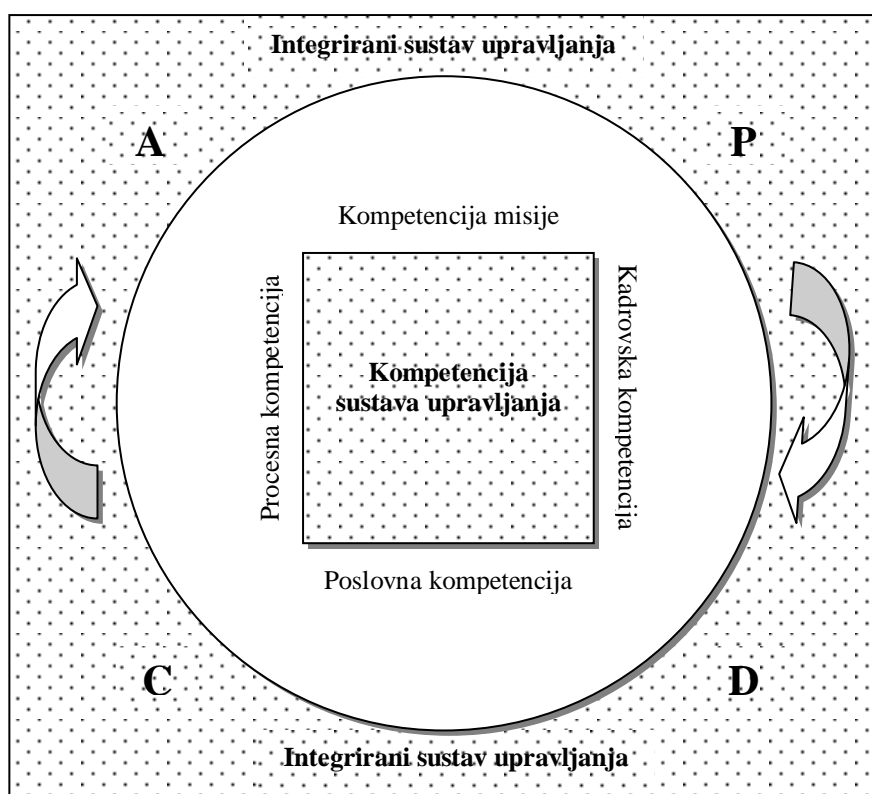 Integrirani sustav upravljanja
A
P
Kompetencija misije
Procesna kompetencija
Kompetencija
sustava upravljanja
Kadrovska kompetencija
Poslovna kompetencija
C
D
Integrirani sustav upravljanja